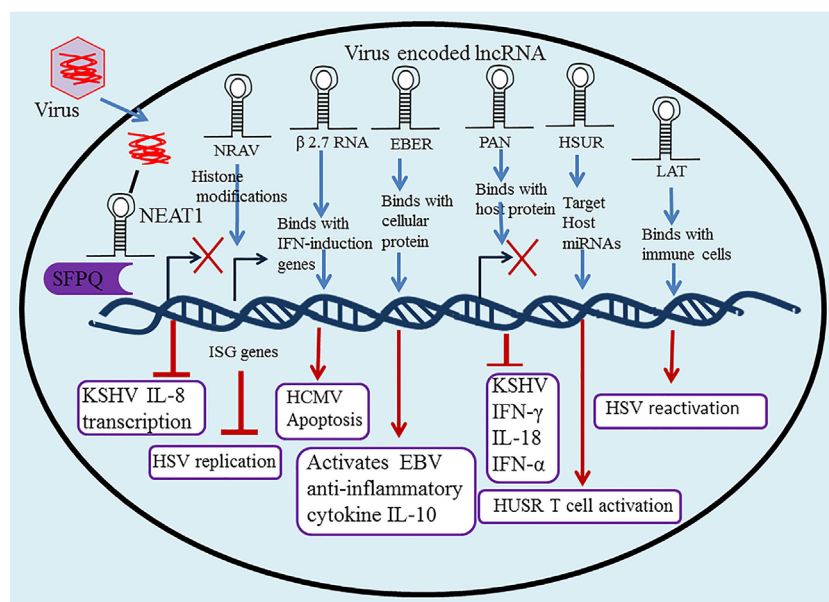 Virus encoded lncRNA
Virus
NRAV
β 2.7 RNA
EBER
PAN
HSUR
LAT
NEAT1
Histone
modifications
Binds with
IFN-induction
genes
Binds with
cellular
protein
Binds with
host protein
Target
Host
miRNAs
Binds with
immune cells
SFPQ
ISG genes
KSHV IL-8
transcription
HSV replication
HCMV
Apoptosis
Activates EBV
anti-inflammatory
cytokine IL-10
KSHV
IFN-γ
IL-18
IFN-α
HUSR T cell activation
HSV reactivation